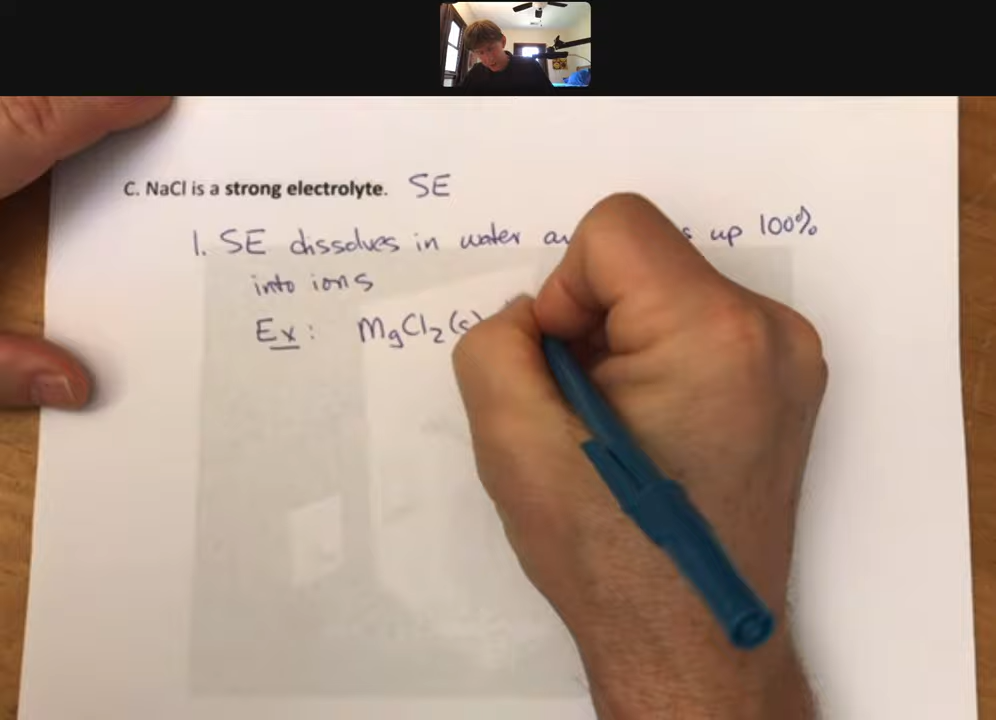 C. NaCl is a strong electrolyte. SE
1. SE dissolves in water up 100%
into ions
Ex: MgCl₂(s)